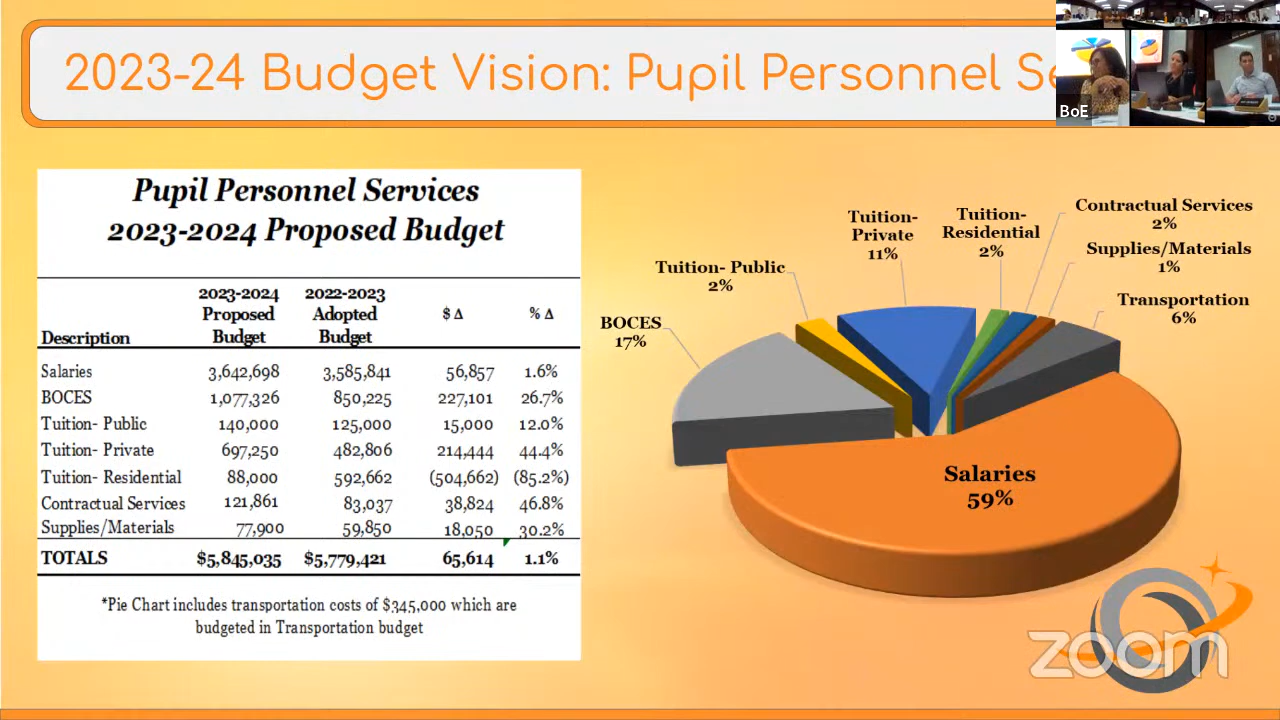 2023-24 Budget Vision: Pupil Personnel Se
BoE
Pupil Personnel Services
2023-2024 Proposed Budget
Description 2023-2024 Proposed Budget 2022-2023 Adopted Budget $ Δ % Δ
Salaries 3,642,698 3,585,841 56,857 1.6%
BOCES 1,077,326 850,225 227,101 26.7%
Tuition- Public 140,000 125,000 15,000 12.0%
Tuition- Private 697,250 482,806 214,444 44.4%
Tuition- Residential 88,000 592,662 (504,662) (85.2%)
Contractual Services 121,861 83,037 38,824 46.8%
Supplies/Materials 77,900 59,850 18,050 30.2%
TOTALS $5,845,035 $5,779,421 65,614 1.1%
*Pie Chart includes transportation costs of $345,000 which are
budgeted in Transportation budget
BOCES
17%
Tuition- Public
2%
Tuition-
Private
11%
Tuition-
Residential
2%
Contractual Services
2%
Supplies/Materials
1%
Transportation
6%
Salaries
59%
zoom